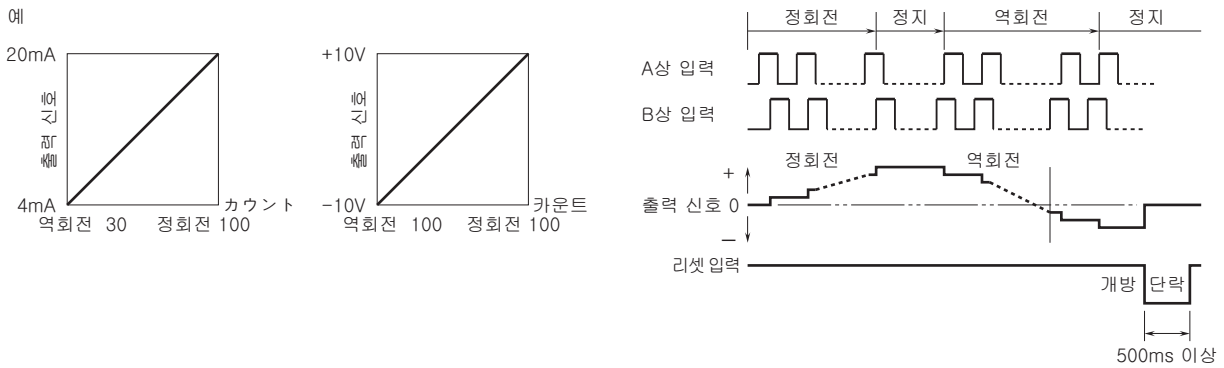 예
20mA
출력 신호
4mA
カウント
역회전 30
정회전 100
+10V
출력 신호
−10V
카운트
역회전 100
정회전 100
정회전
정지
역회전
정지
A상 입력
B상 입력
정회전
역회전
+
출력 신호 0
−
리셋 입력
개방
단락
500ms 이상